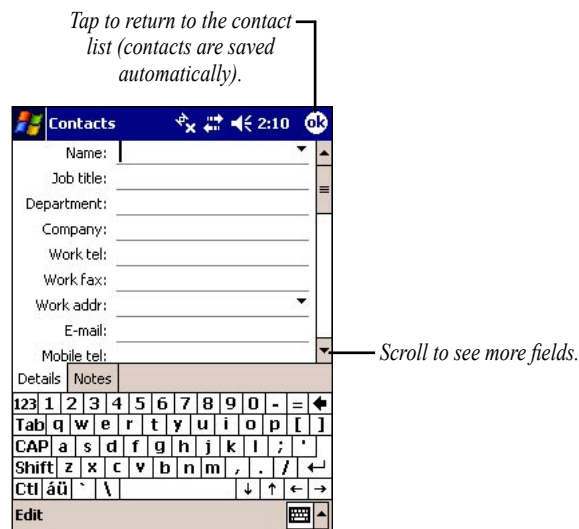 Tap to return to the contact
list (contacts are saved
automatically).
Contacts 2:10 ok
Name:
Job title:
Department:
Company:
Work tel:
Work fax:
Work addr:
E-mail:
Mobile tel:
Scroll to see more fields.
Details Notes
123 1 2 3 4 5 6 7 8 9 0 - =
Tab q w e r t y u i o p [ ]
CAP a s d f g h j k l ; '
Shift z x c v b n m , . /
Ctl áü ` \
Edit